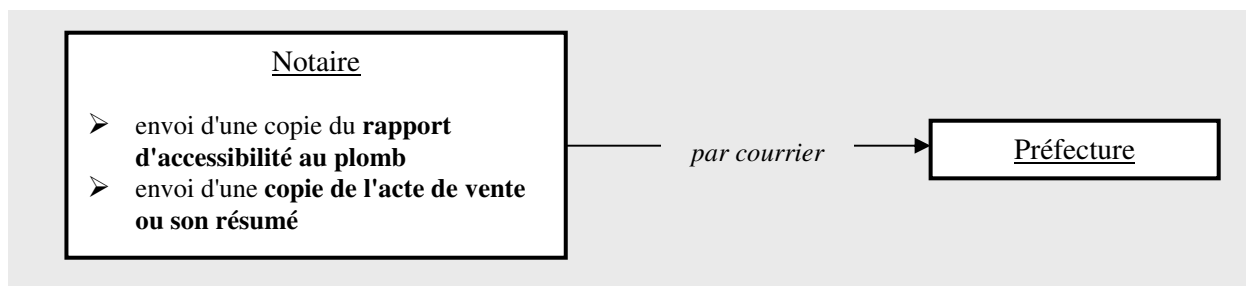 Notaire
➢ envoi d'une copie du rapport
d'accessibilité au plomb
➢ envoi d'une copie de l'acte de vente
ou son résumé
par courrier
Préfecture